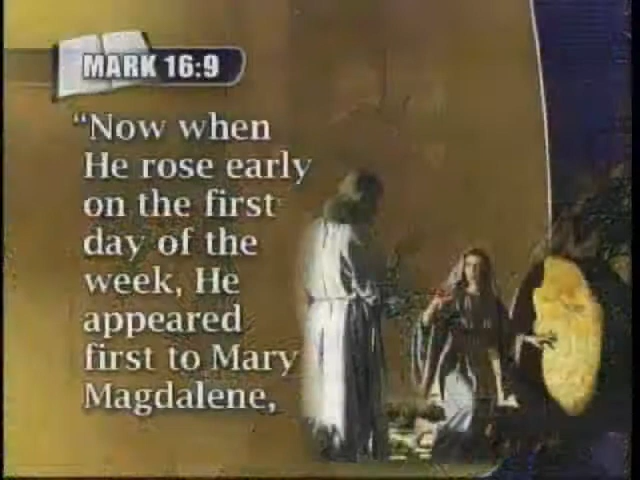 MARK 16:9
“Now when
He rose early
on the first
day of the
week, He
appeared
first to Mary
Magdalene,